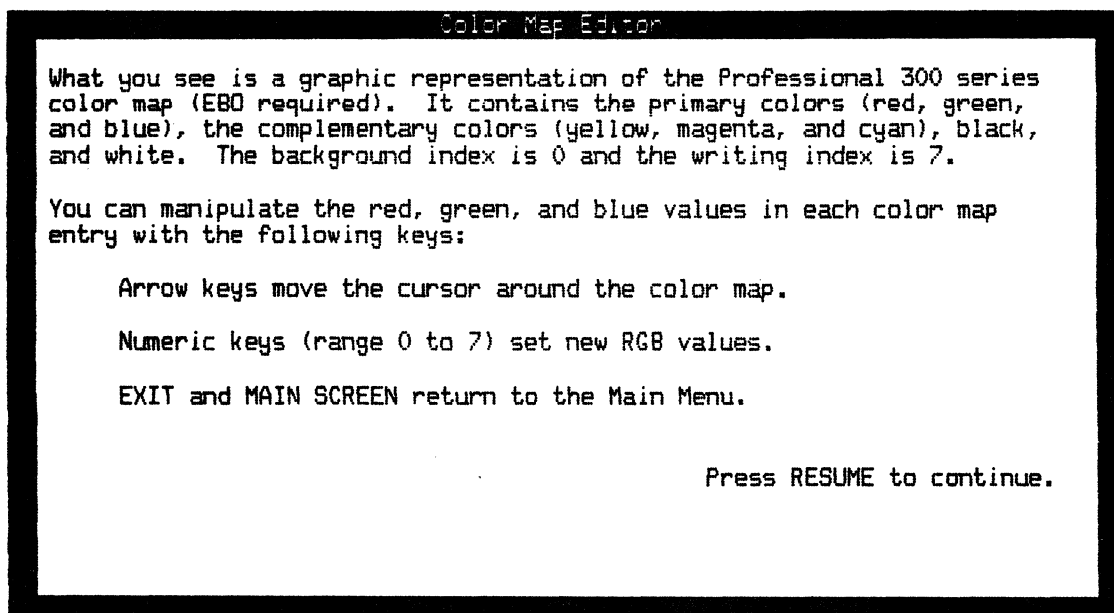 Color Map Editor
What you see is a graphic representation of the Professional 300 series
color map (EBO required).  It contains the primary colors (red, green,
and blue), the complementary colors (yellow, magenta, and cyan), black,
and white.  The background index is 0 and the writing index is 7.
You can manipulate the red, green, and blue values in each color map
entry with the following keys:
Arrow keys move the cursor around the color map.
Numeric keys (range 0 to 7) set new RGB values.
EXIT and MAIN SCREEN return to the Main Menu.
Press RESUME to continue.